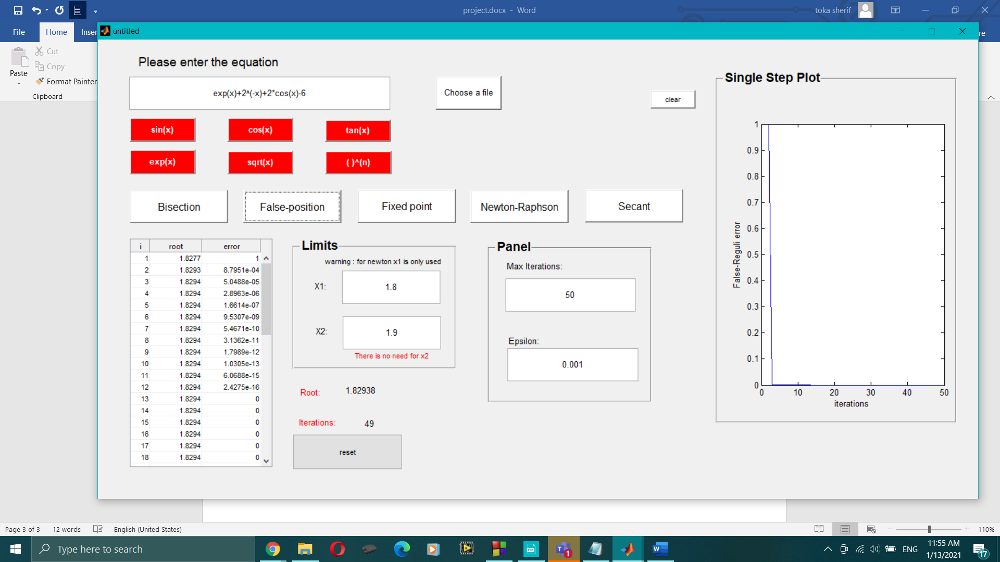 project.docx - Word
toka sherif
File
Home
Inser
re
untitled
Paste
Cut
Copy
Format Painter
Clipboard
Please enter the equation
exp(x)+2^(-x)+2*cos(x)-6
Choose a file
clear
sin(x)
cos(x)
tan(x)
exp(x)
sqrt(x)
( )^(n)
Bisection
False-position
Fixed point
Newton-Raphson
Secant
i root error
1 1.8277 1
2 1.8293 8.7951e-04
3 1.8294 5.0488e-05
4 1.8294 2.8963e-06
5 1.8294 1.6614e-07
6 1.8294 9.5307e-09
7 1.8294 5.4671e-10
8 1.8294 3.1362e-11
9 1.8294 1.7989e-12
10 1.8294 1.0305e-13
11 1.8294 6.0688e-15
12 1.8294 2.4275e-16
13 1.8294 0
14 1.8294 0
15 1.8294 0
16 1.8294 0
17 1.8294 0
18 1.8294 0
Limits
warning : for newton x1 is only used
X1:
1.8
X2:
1.9
There is no need for x2
Root:
1.82938
Iterations:
49
reset
Panel
Max Iterations:
50
Epsilon:
0.001
Single Step Plot
1
0.9
0.8
0.7
0.6
0.5
0.4
0.3
0.2
0.1
0
False-Reguli error
0 10 20 30 40 50
iterations
Page 3 of 3
12 words
English (United States)
110%
Type here to search
PDF
1
ENG
11:55 AM
1/13/2021
17